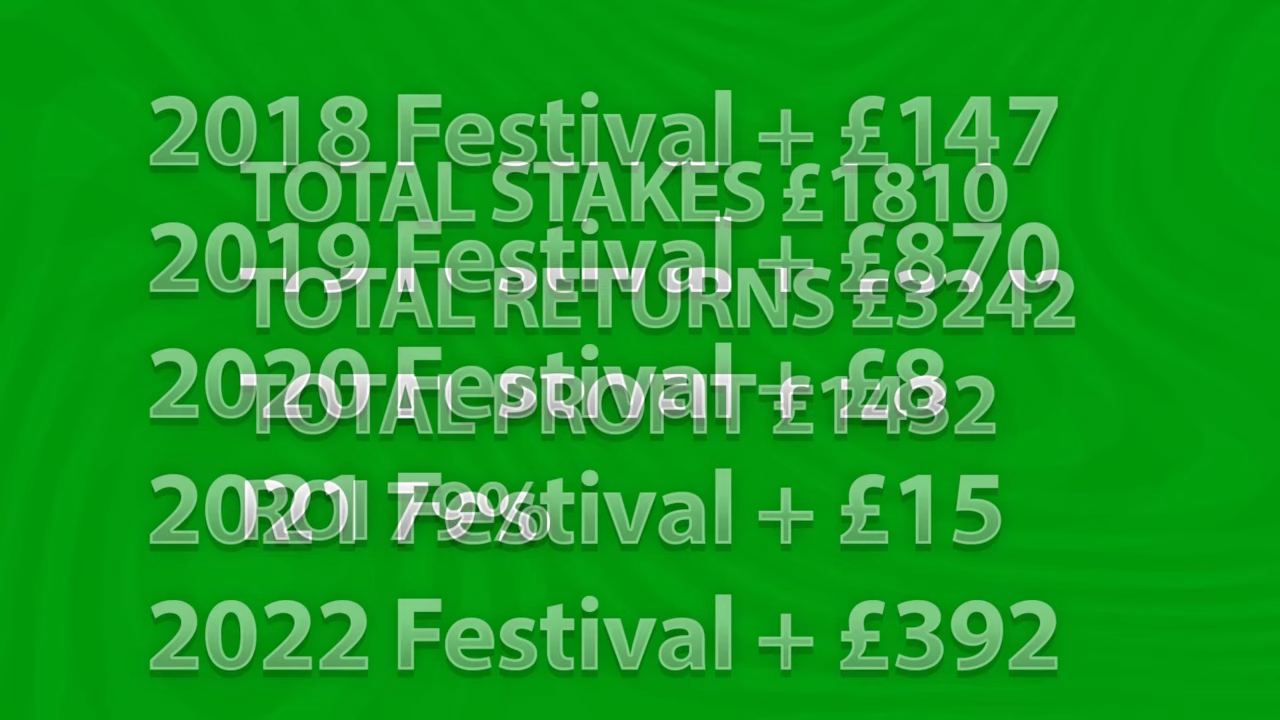 2018 Festival + £147
TOTAL STAKES £1810
2019 Festival + £870
TOTAL RETURNS £3242
2020 Festival + £8
TOTAL PROFIT £1432
2021 Festival + £15
ROI 79%
2022 Festival + £392